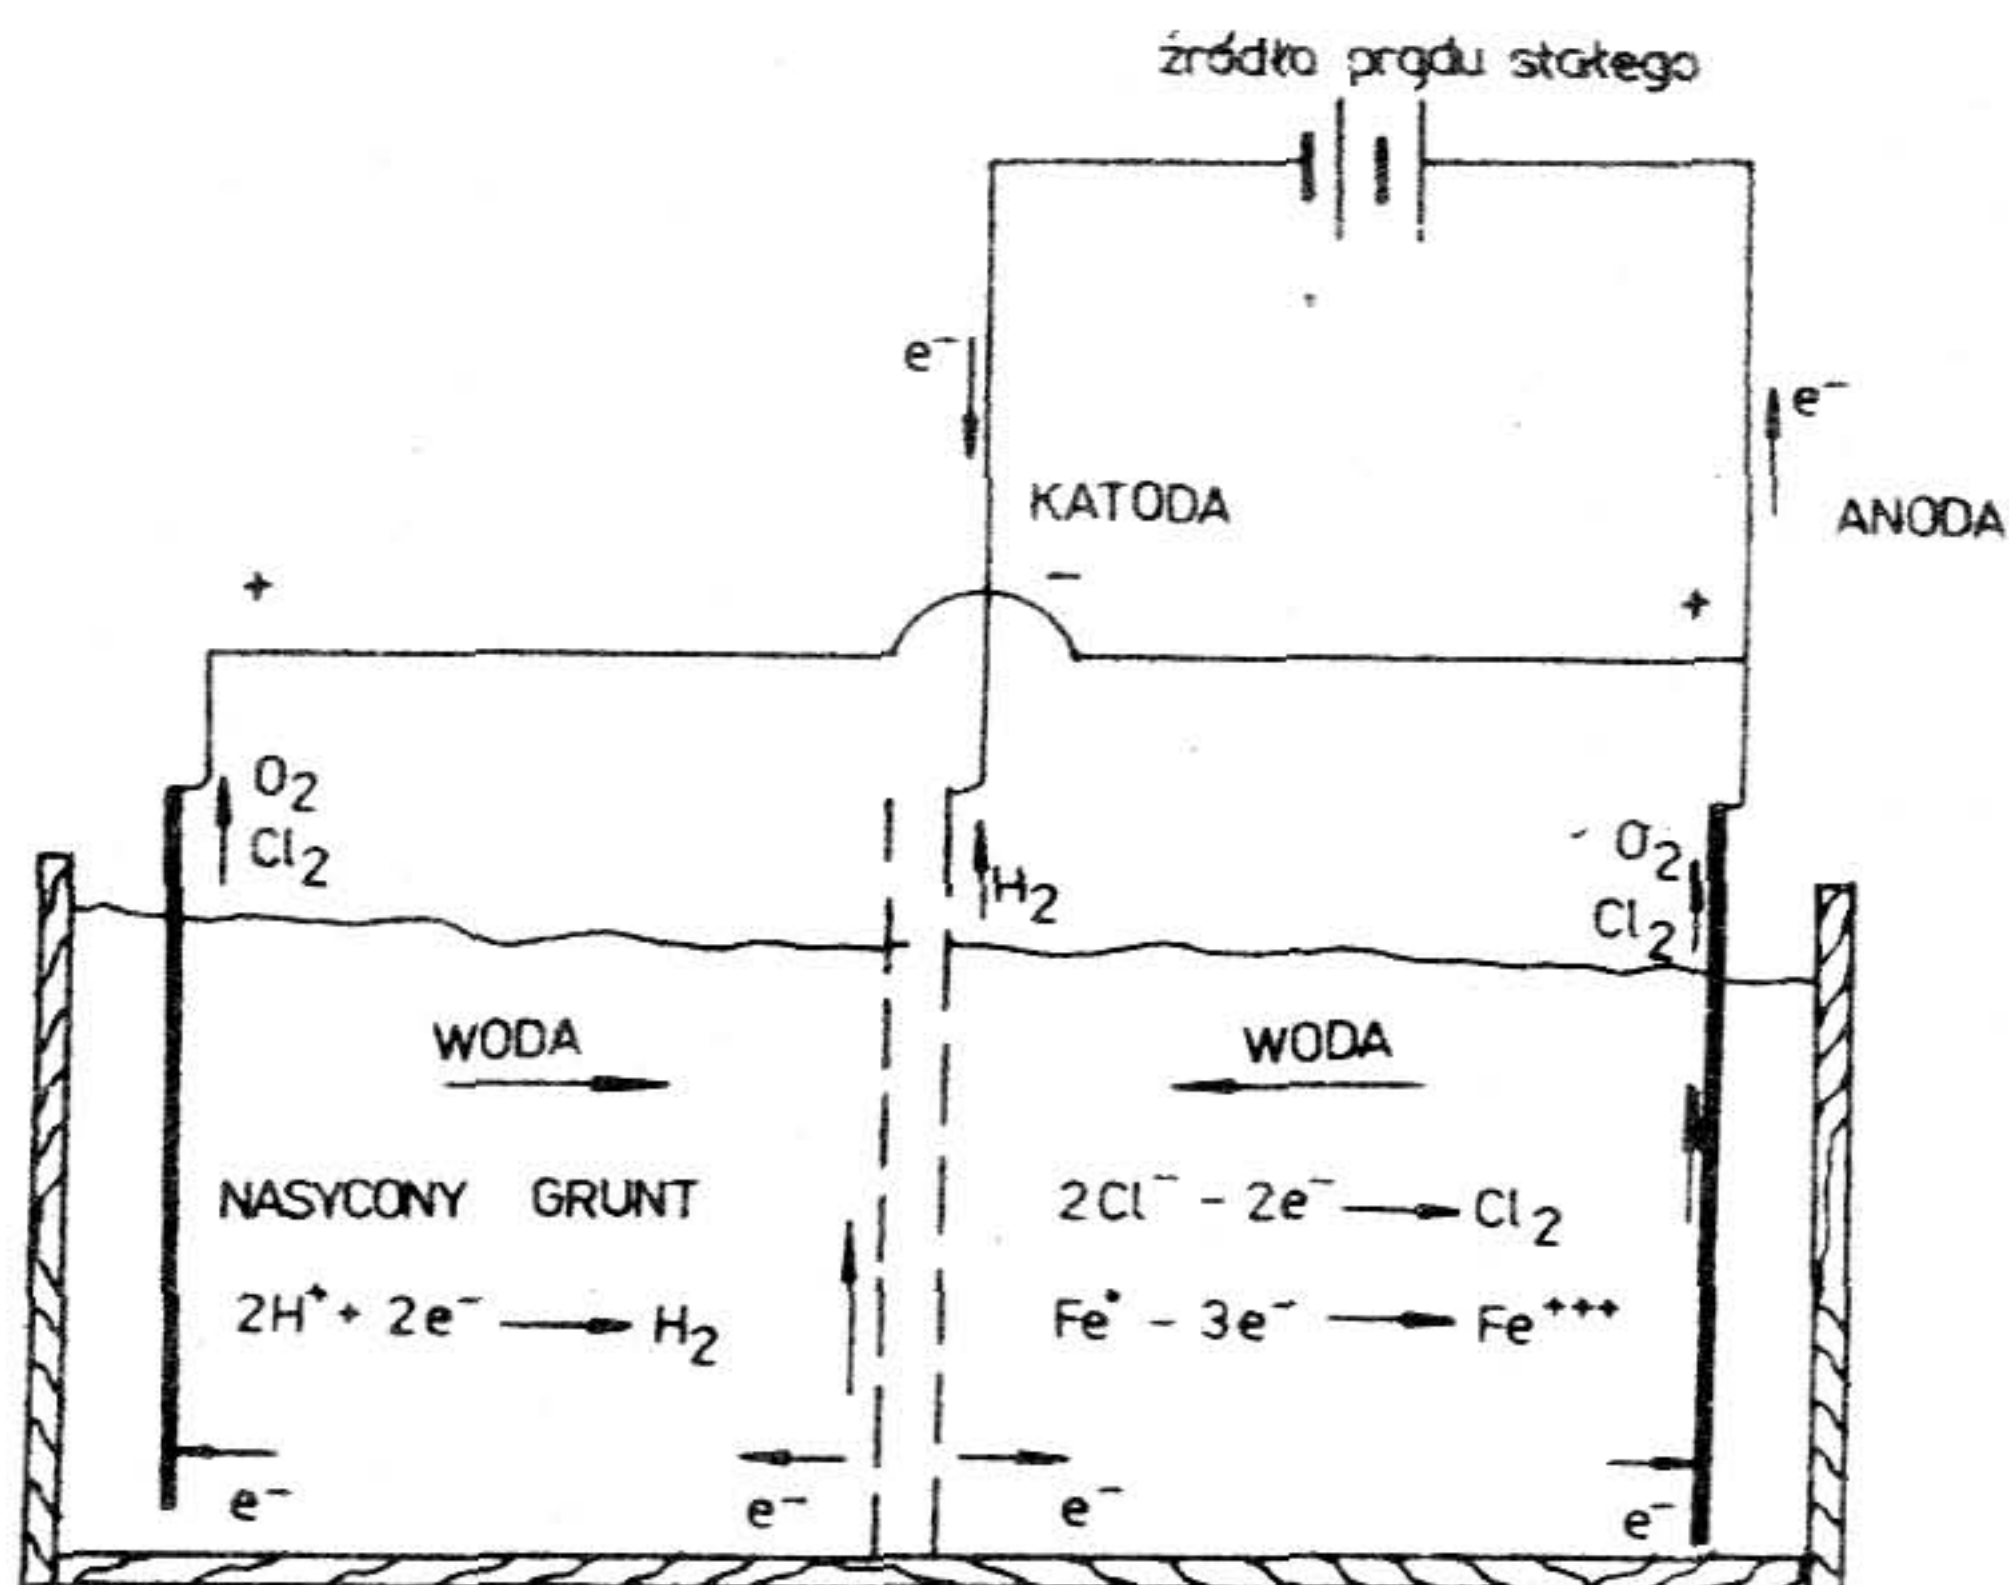 źródło prądu stałego
e⁻
e⁻
KATODA
ANODA
+
−
+
O₂
Cl₂
H₂
O₂
Cl₂
WODA
WODA
NASYCONY GRUNT
2Cl⁻ − 2e⁻ → Cl₂
2H⁺ + 2e⁻ → H₂
Fe• − 3e⁻ → Fe⁺⁺⁺
e⁻
e⁻
e⁻
e⁻